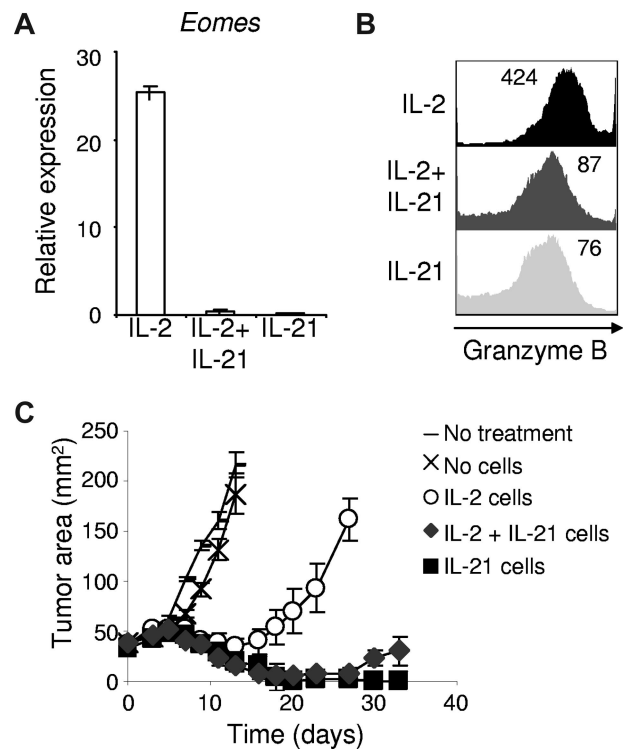 A
Eomes
Relative expression
30
20
10
0
IL-2
IL-2+
IL-21
IL-21
B
IL-2
424
IL-2+
IL-21
87
IL-21
76
Granzyme B
C
Tumor area (mm²)
250
200
150
100
50
0
0
10
20
30
40
Time (days)
No treatment
No cells
IL-2 cells
IL-2 + IL-21 cells
IL-21 cells